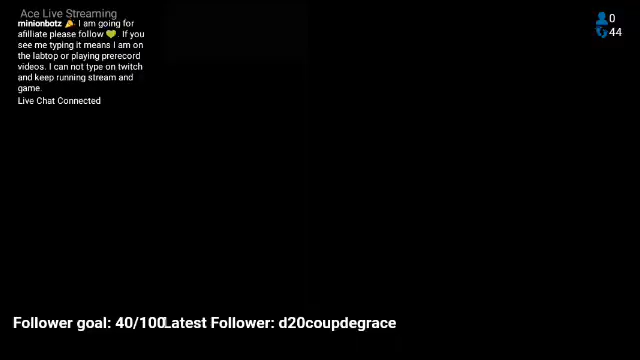 Ace Live Streaming
minionbotz 🎉: I am going for
afilliate please follow 💚. If you
see me typing it means I am on
the labtop or playing prerecord
videos. I can not type on twitch
and keep running stream and
game.
Live Chat Connected
0
44
Follower goal: 40/100Latest Follower: d20coupdegrace